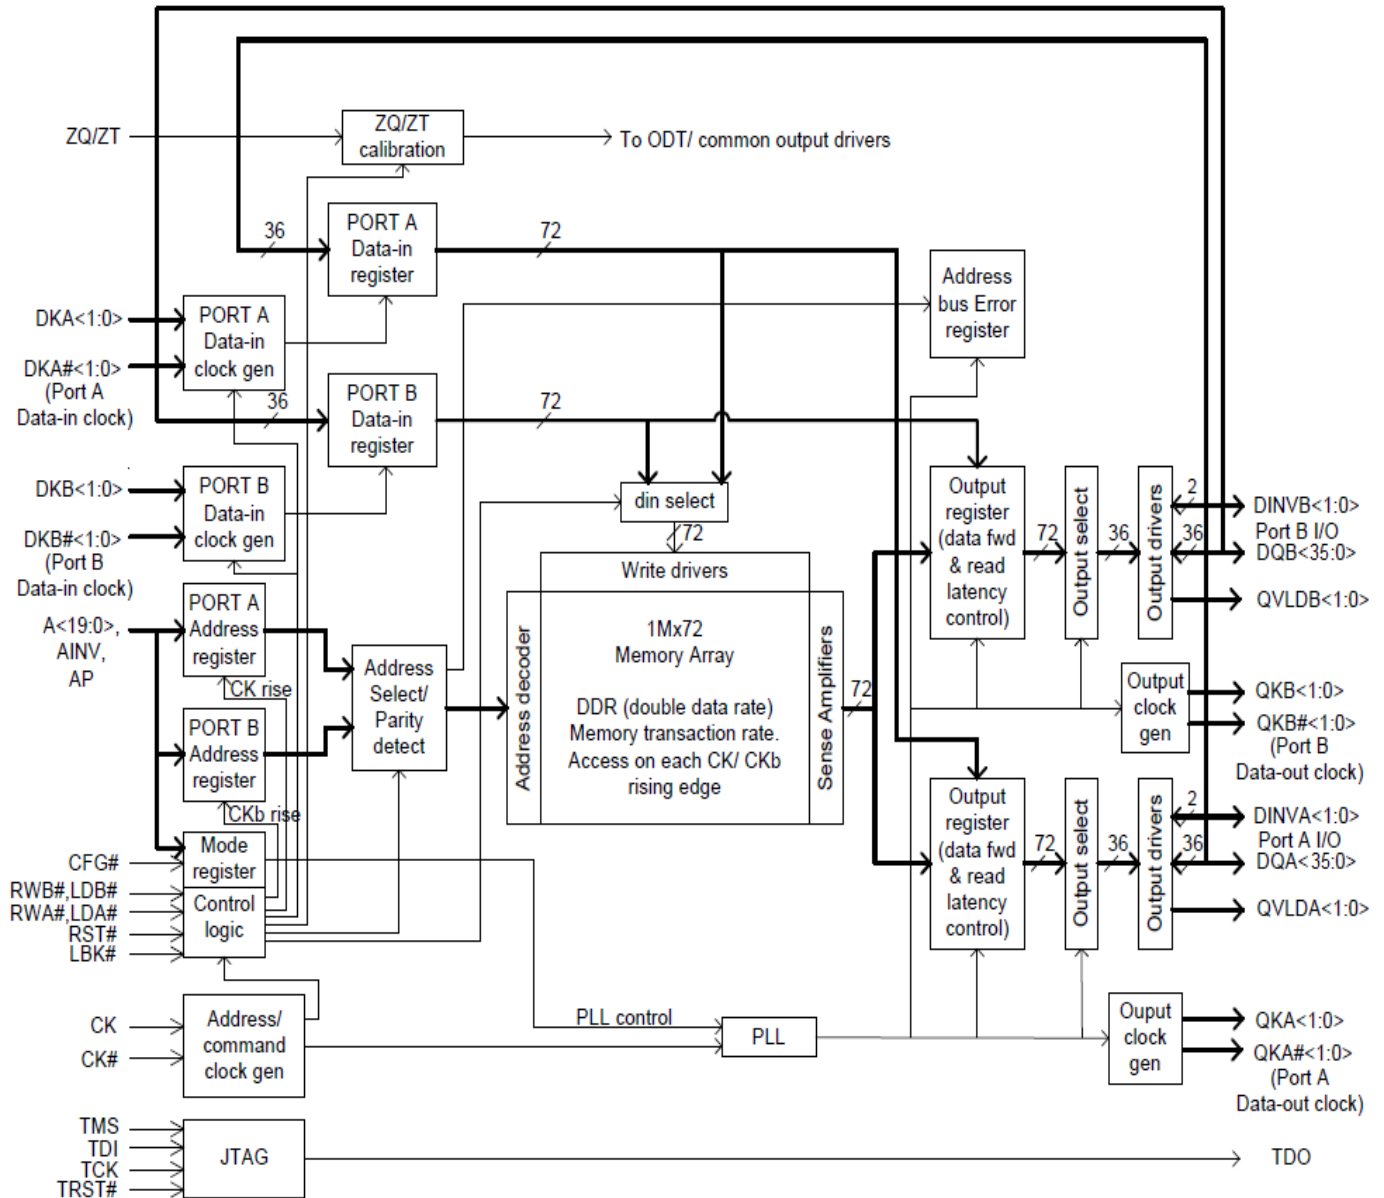 ZQ/ZT
ZQ/ZT
calibration
To ODT/ common output drivers
36
PORT A
Data-in
register
72
Address
bus Error
register
DKA<1:0>
DKA#<1:0>
(Port A
Data-in clock)
PORT A
Data-in
clock gen
36
PORT B
Data-in
register
72
DKB<1:0>
DKB#<1:0>
(Port B
Data-in clock)
PORT B
Data-in
clock gen
din select
72
Output
register
(data fwd
& read
latency
control)
72
Output select
36
Output drivers
2
36
DINVB<1:0>
Port B I/O
DQB<35:0>
QVLDB<1:0>
A<19:0>,
AINV,
AP
PORT A
Address
register
CK rise
PORT B
Address
register
CKb rise
Address
Select/
Parity
detect
Write drivers
Address decoder
1Mx72
Memory Array
DDR (double data rate)
Memory transaction rate.
Access on each CK/ CKb
rising edge
Sense Amplifiers
72
Output
clock
gen
QKB<1:0>
QKB#<1:0>
(Port B
Data-out clock)
Output
register
(data fwd
& read
latency
control)
72
Output select
36
Output drivers
2
36
DINVA<1:0>
Port A I/O
DQA<35:0>
QVLDA<1:0>
CFG#
RWB#,LDB#
RWA#,LDA#
RST#
LBK#
Mode
register
Control
logic
CK
CK#
Address/
command
clock gen
PLL control
PLL
Ouput
clock
gen
QKA<1:0>
QKA#<1:0>
(Port A
Data-out clock)
TMS
TDI
TCK
TRST#
JTAG
TDO